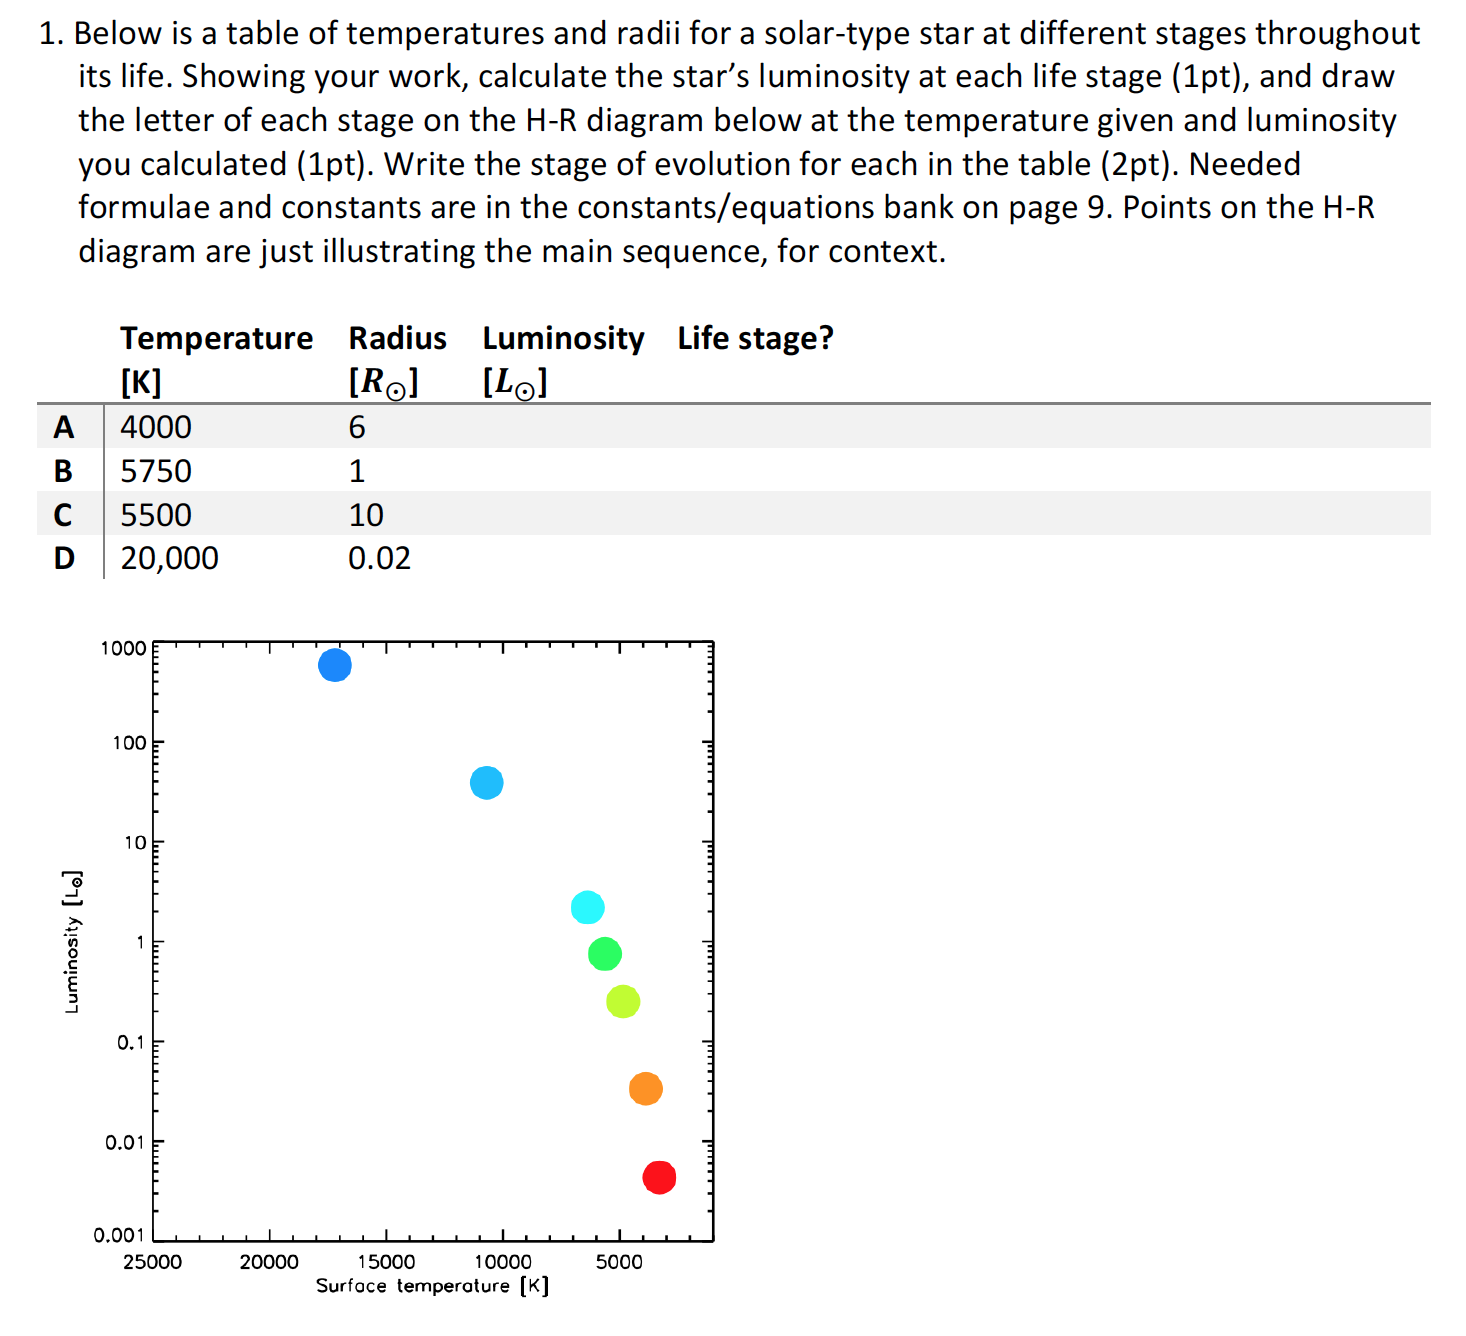 1. Below is a table of temperatures and radii for a solar-type star at different stages throughout
its life. Showing your work, calculate the star’s luminosity at each life stage (1pt), and draw
the letter of each stage on the H-R diagram below at the temperature given and luminosity
you calculated (1pt). Write the stage of evolution for each in the table (2pt). Needed
formulae and constants are in the constants/equations bank on page 9. Points on the H-R
diagram are just illustrating the main sequence, for context.
Temperature Radius Luminosity Life stage?
[K] [R⊙] [L⊙]
A 4000 6
B 5750 1
C 5500 10
D 20,000 0.02
1000
100
10
1
0.1
0.01
0.001
Luminosity [L⊙]
25000 20000 15000 10000 5000
Surface temperature [K]